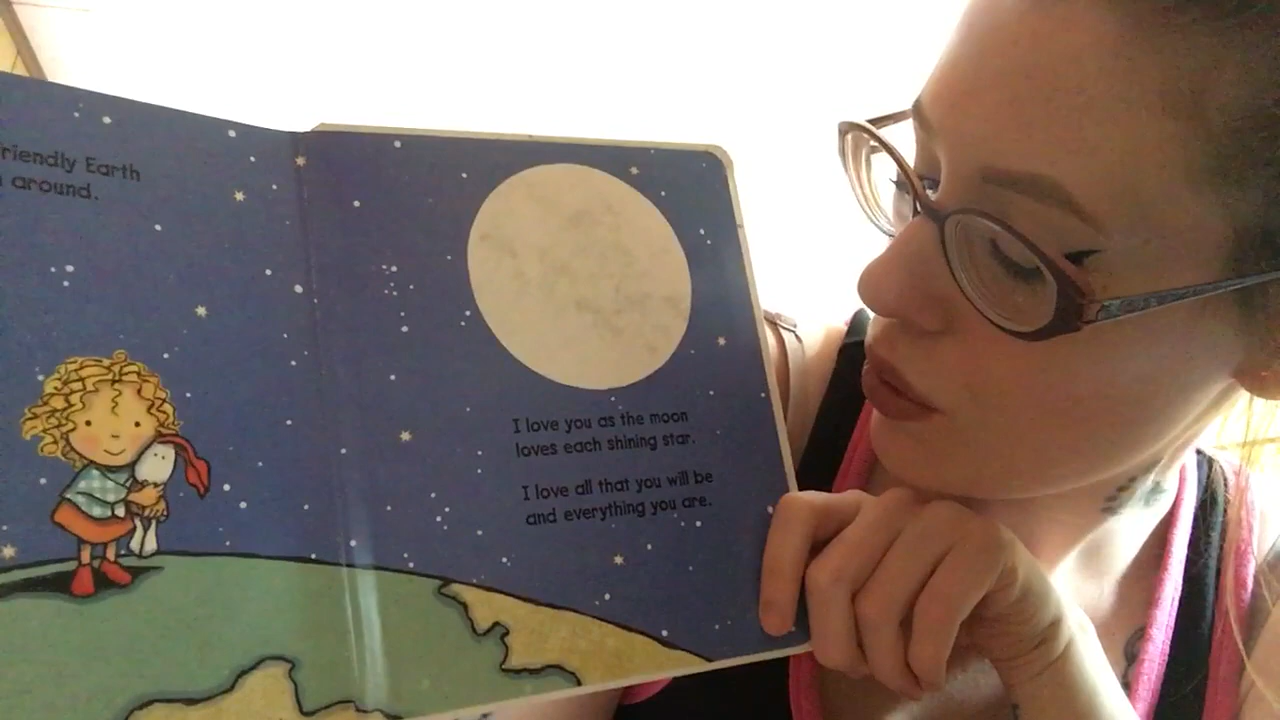 riendly Earth
around.
I love you as the moon
loves each shining star.
I love all that you will be
and everything you are.